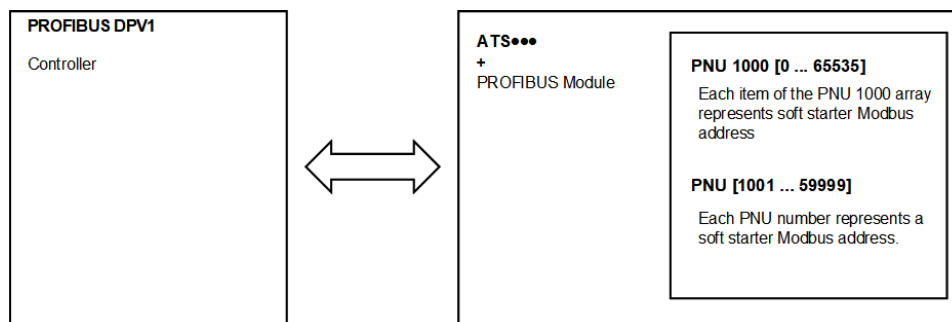 PROFIBUS DPV1
Controller
ATS•••
+
PROFIBUS Module
PNU 1000 [0 ... 65535]
Each item of the PNU 1000 array
represents soft starter Modbus
address
PNU [1001 ... 59999]
Each PNU number represents a
soft starter Modbus address.